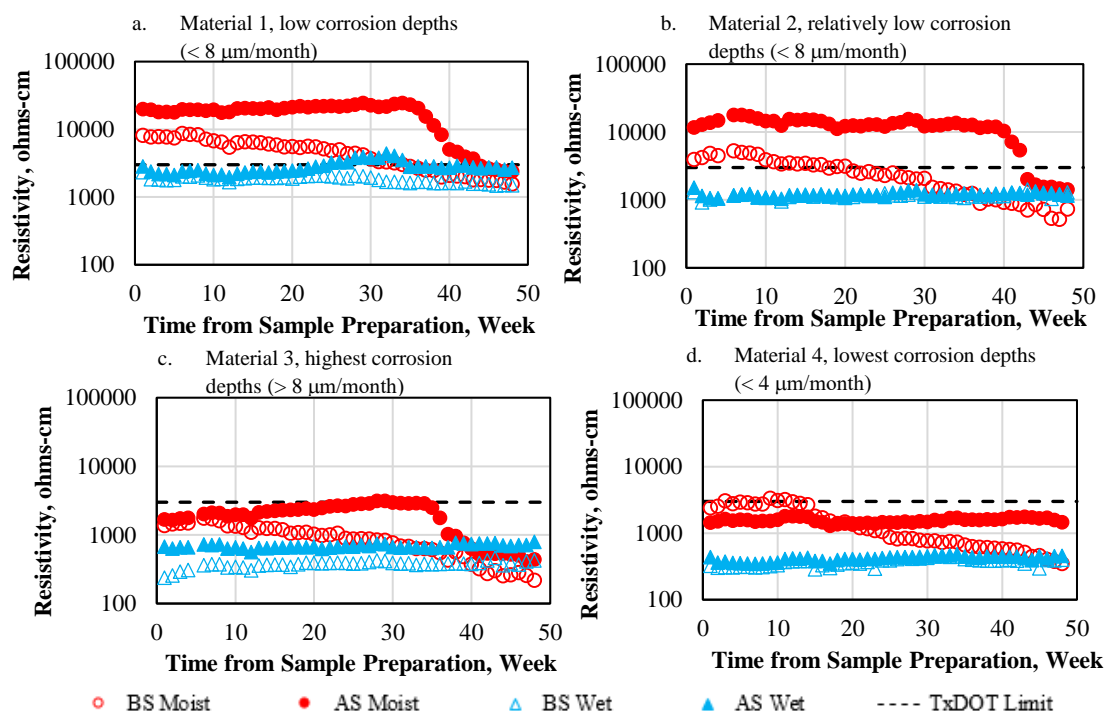 a. Material 1, low corrosion depths
(< 8 μm/month)
100000
10000
1000
100
0 10 20 30 40 50
Resistivity, ohms-cm
Time from Sample Preparation, Week
b. Material 2, relatively low corrosion
depths (< 8 μm/month)
100000
10000
1000
100
0 10 20 30 40 50
Resistivity, ohms-cm
Time from Sample Preparation, Week
c. Material 3, highest corrosion
depths (> 8 μm/month)
100000
10000
1000
100
0 10 20 30 40 50
Resistivity, ohms-cm
Time from Sample Preparation, Week
d. Material 4, lowest corrosion depths
(< 4 μm/month)
100000
10000
1000
100
0 10 20 30 40 50
Resistivity, ohms-cm
Time from Sample Preparation, Week
BS Moist AS Moist BS Wet AS Wet TxDOT Limit